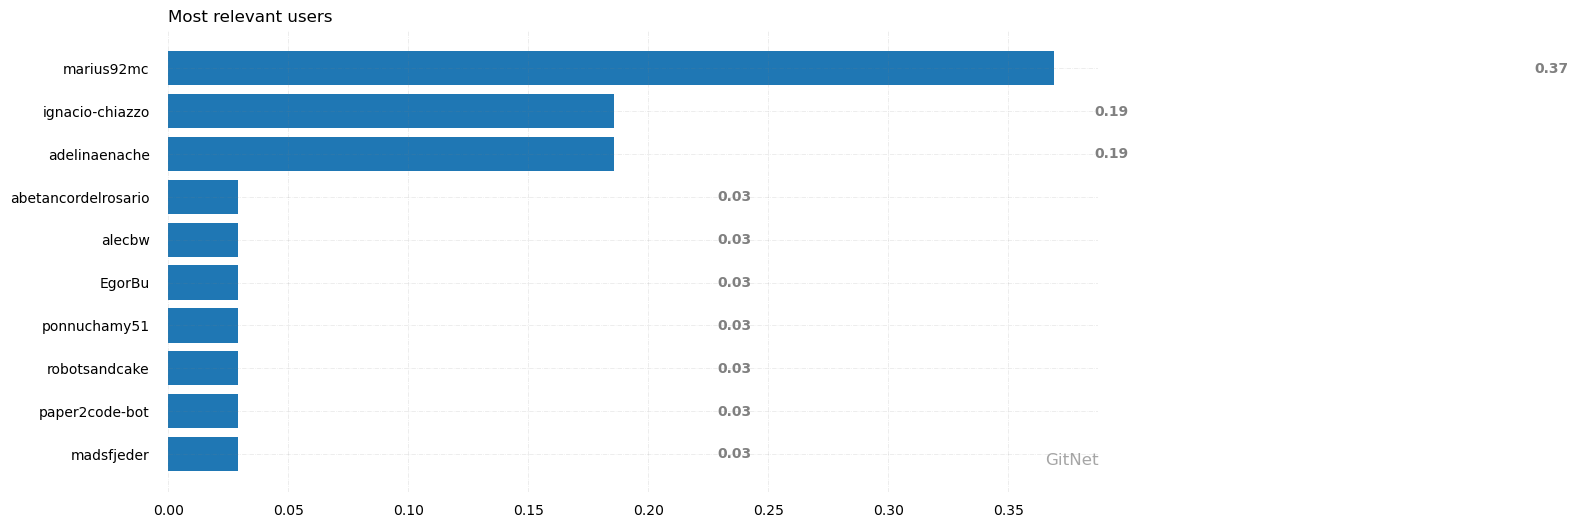 Most relevant users
marius92mc 0.37
ignacio-chiazzo 0.19
adelinaenache 0.19
abetancordelrosario 0.03
alecbw 0.03
EgorBu 0.03
ponnuchamy51 0.03
robotsandcake 0.03
paper2code-bot 0.03
madsfjeder 0.03
GitNet
0.00 0.05 0.10 0.15 0.20 0.25 0.30 0.35